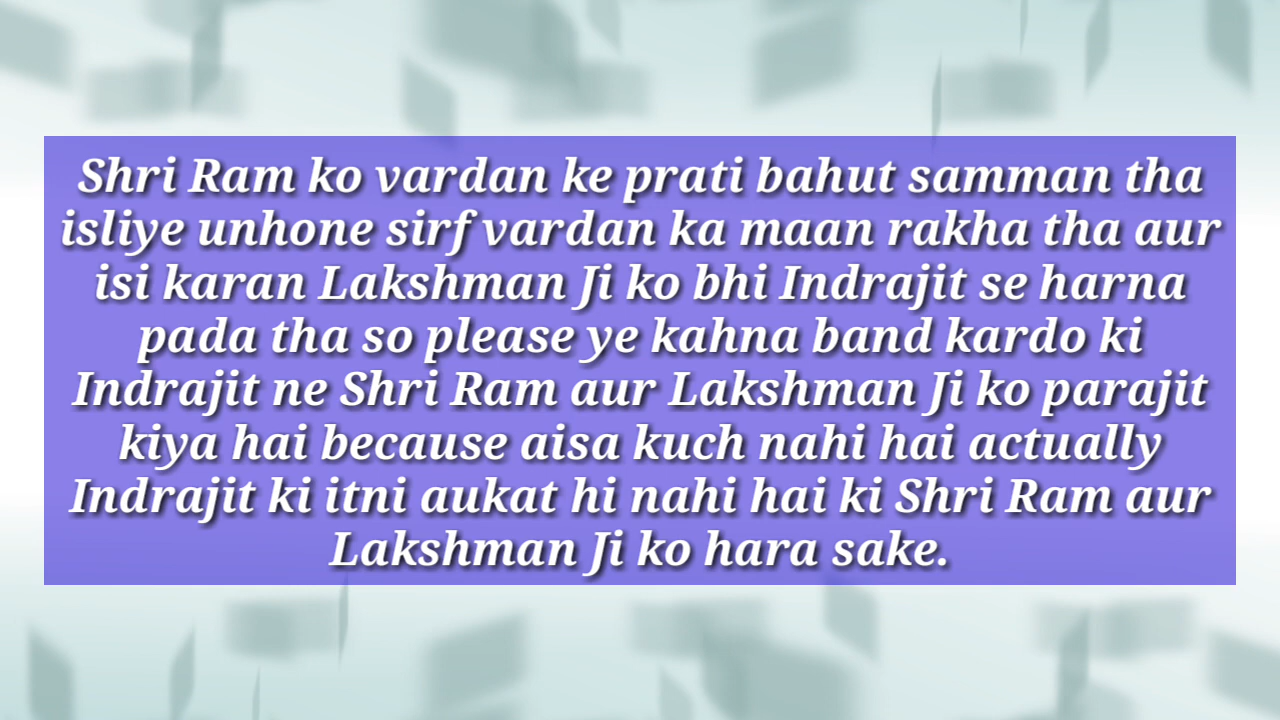 Shri Ram ko vardan ke prati bahut samman tha
isliye unhone sirf vardan ka maan rakha tha aur
isi karan Lakshman Ji ko bhi Indrajit se harna
pada tha so please ye kahna band kardo ki
Indrajit ne Shri Ram aur Lakshman Ji ko parajit
kiya hai because aisa kuch nahi hai actually
Indrajit ki itni aukat hi nahi hai ki Shri Ram aur
Lakshman Ji ko hara sake.